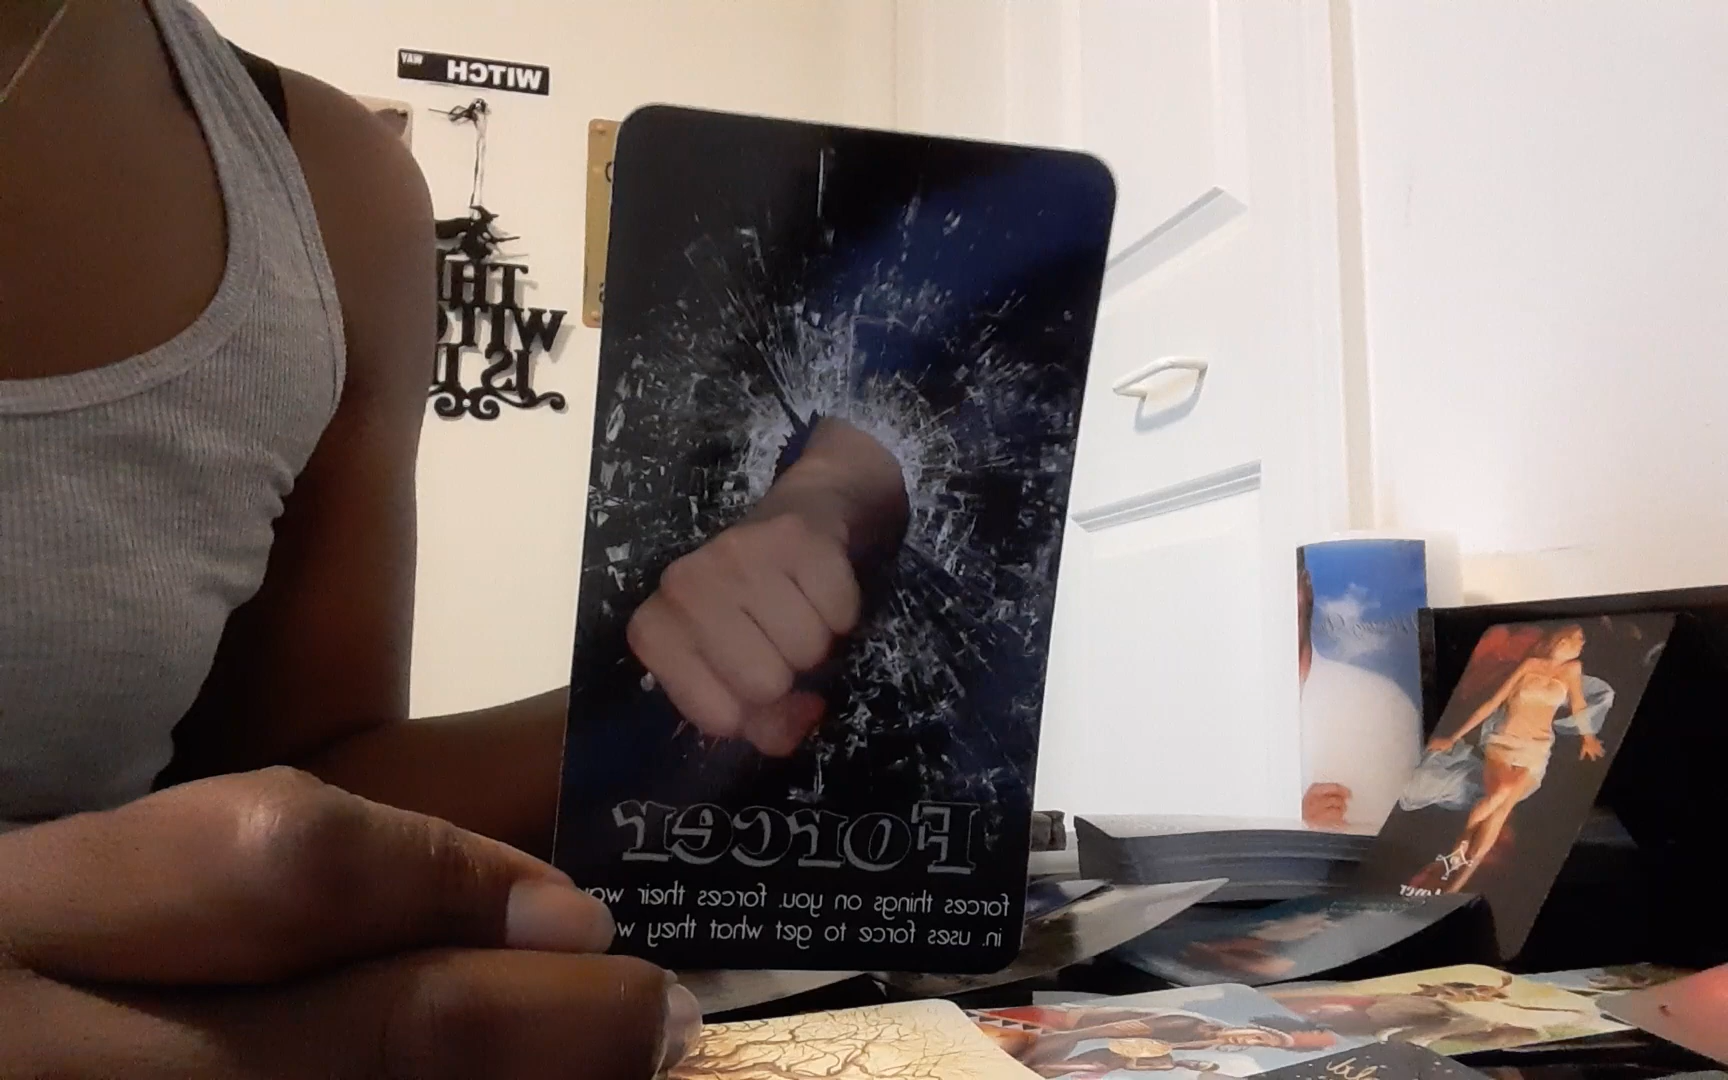 WITCH WAY
THE
WITCH
IS IN
Forcer
forces things on you. forces their
in. uses force to get what they